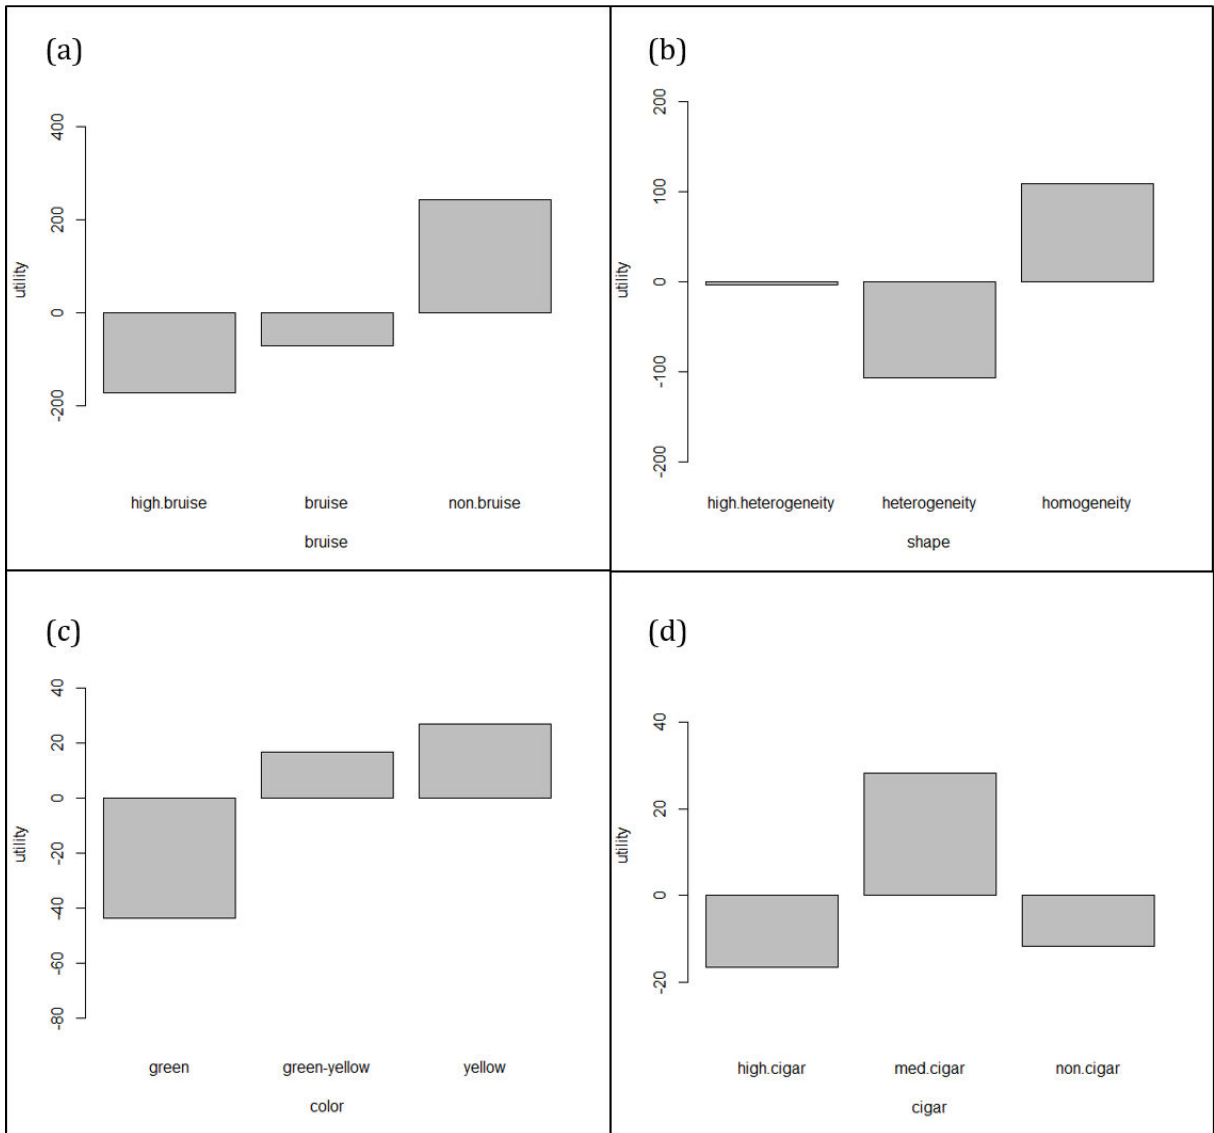 (a)
400
200
0
-200
utility
high.bruise bruise non.bruise
bruise
(b)
200
100
0
-100
-200
utility
high.heterogeneity heterogeneity homogeneity
shape
(c)
40
20
0
-20
-40
-60
-80
utility
green green-yellow yellow
color
(d)
40
20
0
-20
utility
high.cigar med.cigar non.cigar
cigar